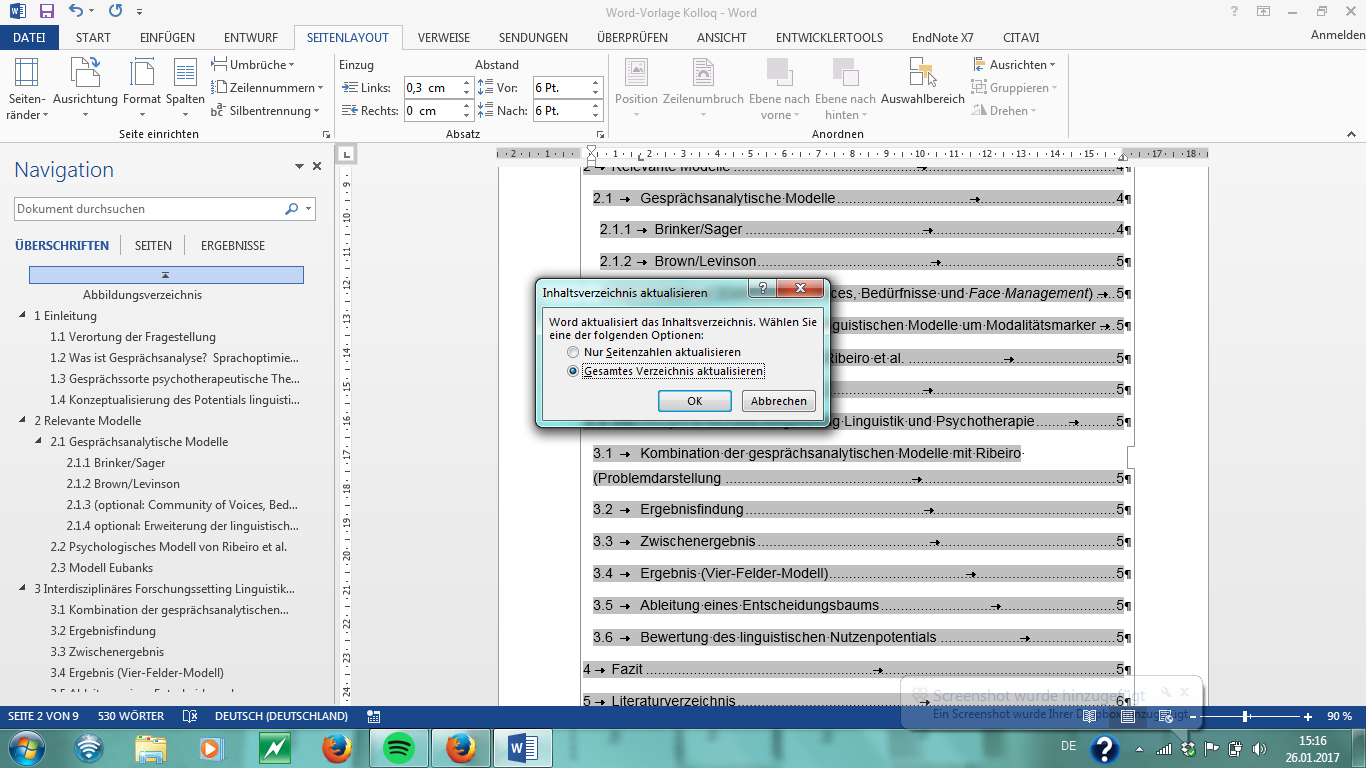 Word-Vorlage Kolloq - Word
DATEI START EINFÜGEN ENTWURF SEITENLAYOUT VERWEISE SENDUNGEN ÜBERPRÜFEN ANSICHT ENTWICKLERTOOLS EndNote X7 CITAVI Anmelden
Seiten-
ränder
Ausrichtung
Format
Spalten
Umbrüche
Zeilennummern
Silbentrennung
Seite einrichten
Einzug
Links: 0,3 cm
Rechts: 0 cm
Abstand
Vor: 6 Pt.
Nach: 6 Pt.
Absatz
Position
Zeilenumbruch
Ebene nach
vorne
Ebene nach
hinten
Auswahlbereich
Ausrichten
Gruppieren
Drehen
Anordnen
Navigation
Dokument durchsuchen
ÜBERSCHRIFTEN SEITEN ERGEBNISSE
Abbildungsverzeichnis
1 Einleitung
1.1 Verortung der Fragestellung
1.2 Was ist Gesprächsanalyse? Sprachoptimie...
1.3 Gesprächssorte psychotherapeutische The...
1.4 Konzeptualisierung des Potentials linguisti...
2 Relevante Modelle
2.1 Gesprächsanalytische Modelle
2.1.1 Brinker/Sager
2.1.2 Brown/Levinson
2.1.3 (optional: Community of Voices, Bed...
2.1.4 optional: Erweiterung der linguistisch...
2.2 Psychologisches Modell von Ribeiro et al.
2.3 Modell Eubanks
3 Interdisziplinäres Forschungssetting Linguistik...
3.1 Kombination der gesprächsanalytischen...
3.2 Ergebnisfindung
3.3 Zwischenergebnis
3.4 Ergebnis (Vier-Felder-Modell)
2 → Relevante Modelle → 4¶
2.1 → Gesprächsanalytische·Modelle → 4¶
2.1.1 → Brinker/Sager → 4¶
2.1.2 → Brown/Levinson → 5¶
ces, Bedürfnisse·und·Face·Management) → 5¶
guistischen·Modelle·um·Modalitätsmarker → 5¶
Ribeiro·et·al. → 5¶
→ 5¶
g·Linguistik·und·Psychotherapie → 5¶
3.1 → Kombination·der·gesprächsanalytischen·Modelle·mit·Ribeiro·
(Problemdarstellung → 5¶
3.2 → Ergebnisfindung → 5¶
3.3 → Zwischenergebnis → 5¶
3.4 → Ergebnis·(Vier-Felder-Modell) → 5¶
3.5 → Ableitung·eines·Entscheidungsbaums → 5¶
3.6 → Bewertung·des·linguistischen·Nutzenpotentials → 5¶
4 → Fazit → 5¶
5 → Literaturverzeichnis → 6¶
Inhaltsverzeichnis aktualisieren
Word aktualisiert das Inhaltsverzeichnis. Wählen Sie
eine der folgenden Optionen:
Nur Seitenzahlen aktualisieren
Gesamtes Verzeichnis aktualisieren
OK Abbrechen
Screenshot wurde hinzugefügt
Ein Screenshot wurde Ihrer Dropbox hinzugefügt
SEITE 2 VON 9 530 WÖRTER DEUTSCH (DEUTSCHLAND) 90 %
DE
15:16
26.01.2017